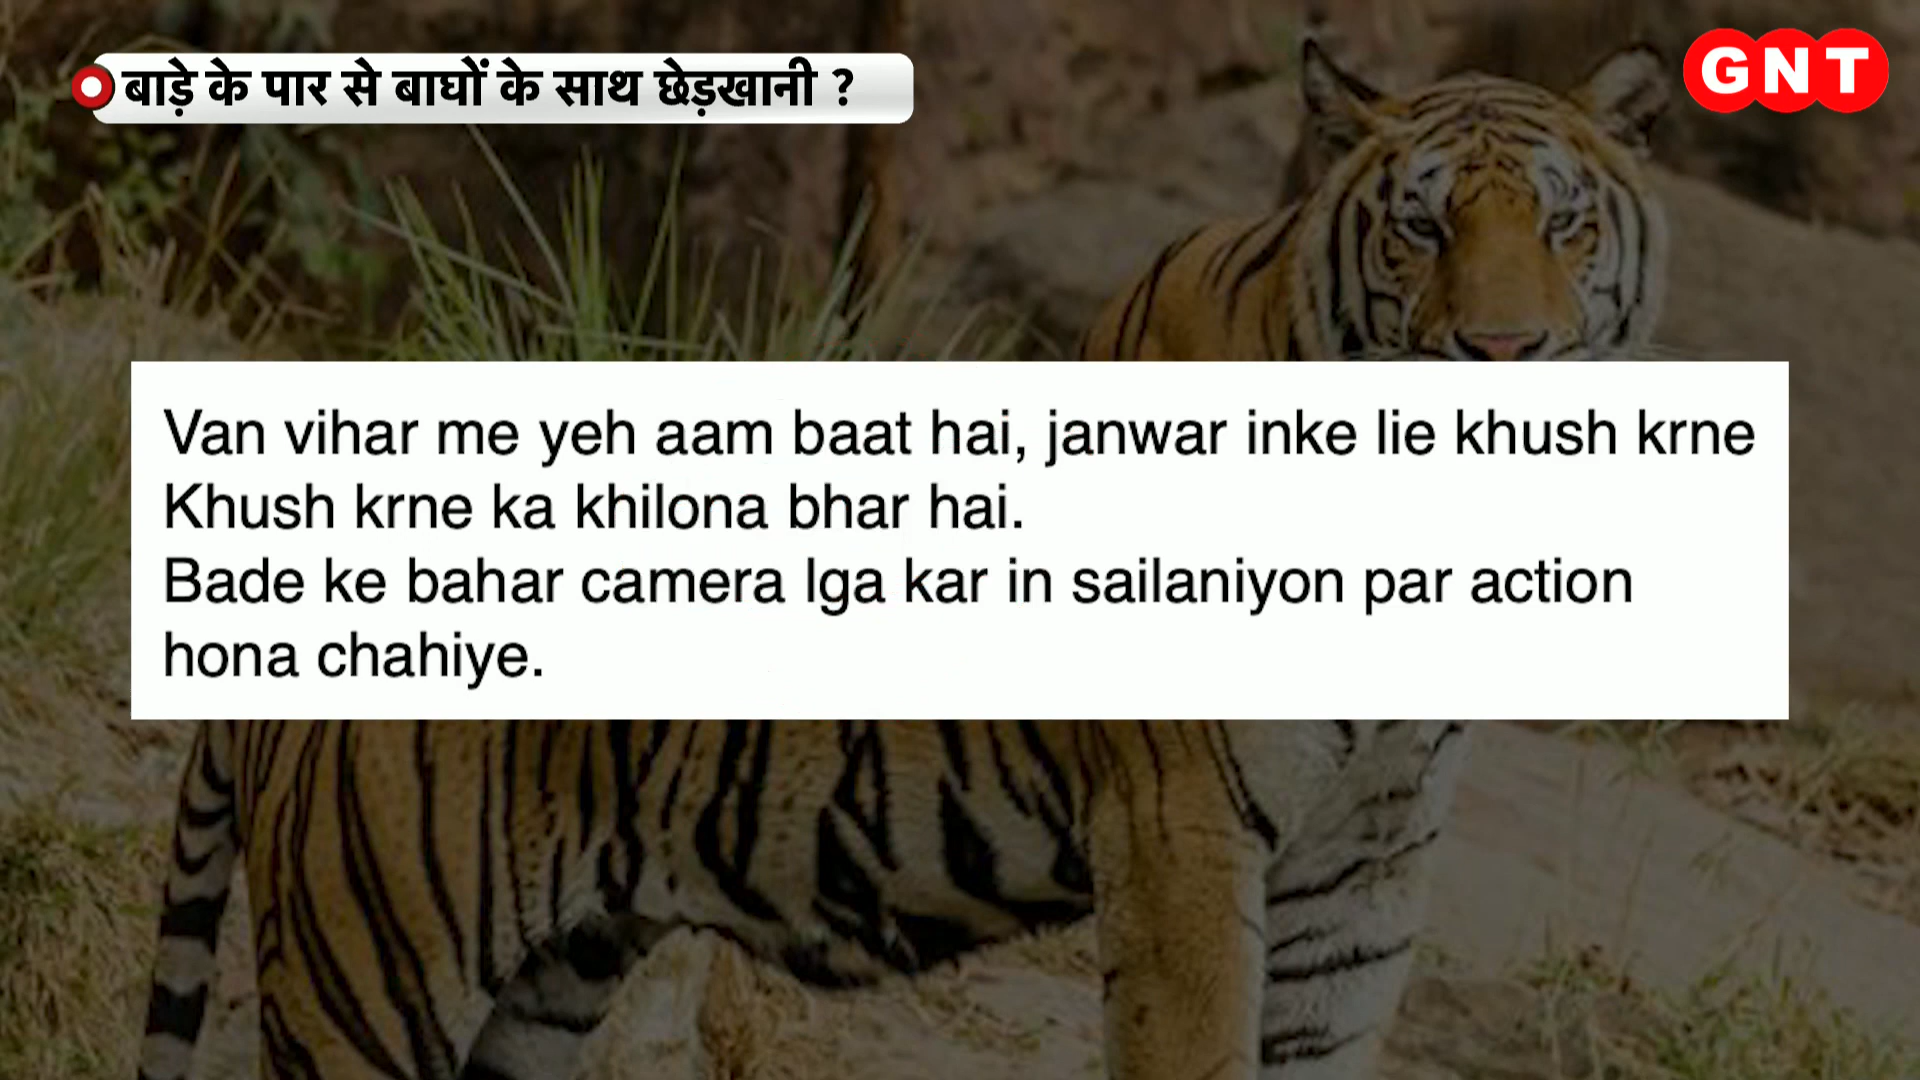 बाड़े के पार से बाघों के साथ छेड़खानी ?
GNT
Van vihar me yeh aam baat hai, janwar inke lie khush krne
Khush krne ka khilona bhar hai.
Bade ke bahar camera lga kar in sailaniyon par action
hona chahiye.